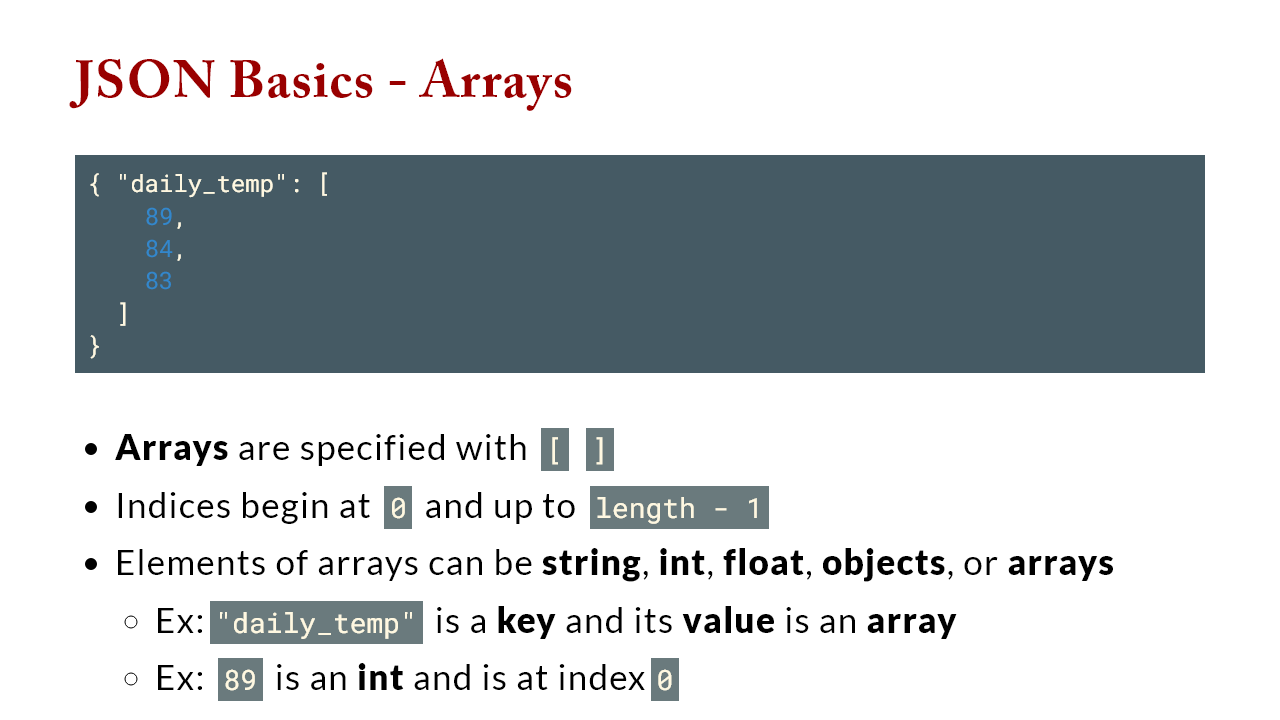 JSON Basics - Arrays
{ "daily_temp": [
    89,
    84,
    83
  ]
}
Arrays are specified with [ ]
Indices begin at 0 and up to length - 1
Elements of arrays can be string, int, float, objects, or arrays
Ex: "daily_temp" is a key and its value is an array
Ex: 89 is an int and is at index 0